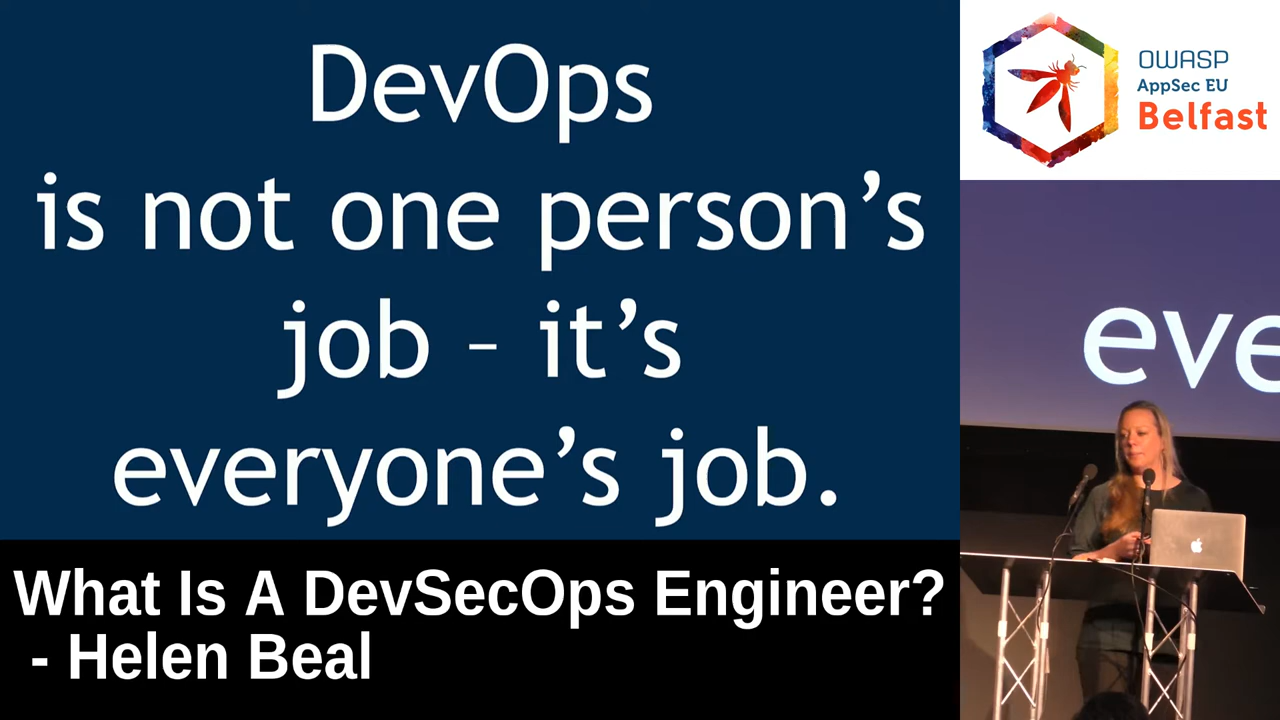 DevOps
is not one person’s
job – it’s
everyone’s job.
OWASP
AppSec EU
Belfast
eve
What Is A DevSecOps Engineer?
- Helen Beal